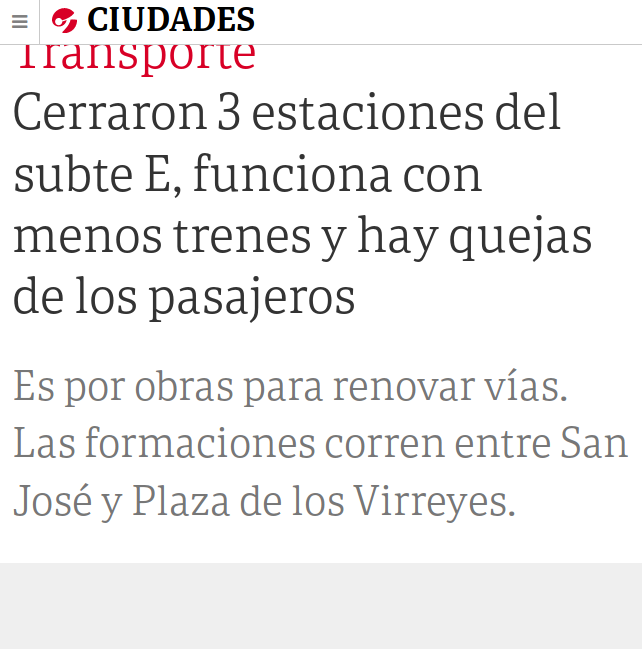 CIUDADES
Transporte
Cerraron 3 estaciones del
subte E, funciona con
menos trenes y hay quejas
de los pasajeros
Es por obras para renovar vías.
Las formaciones corren entre San
José y Plaza de los Virreyes.